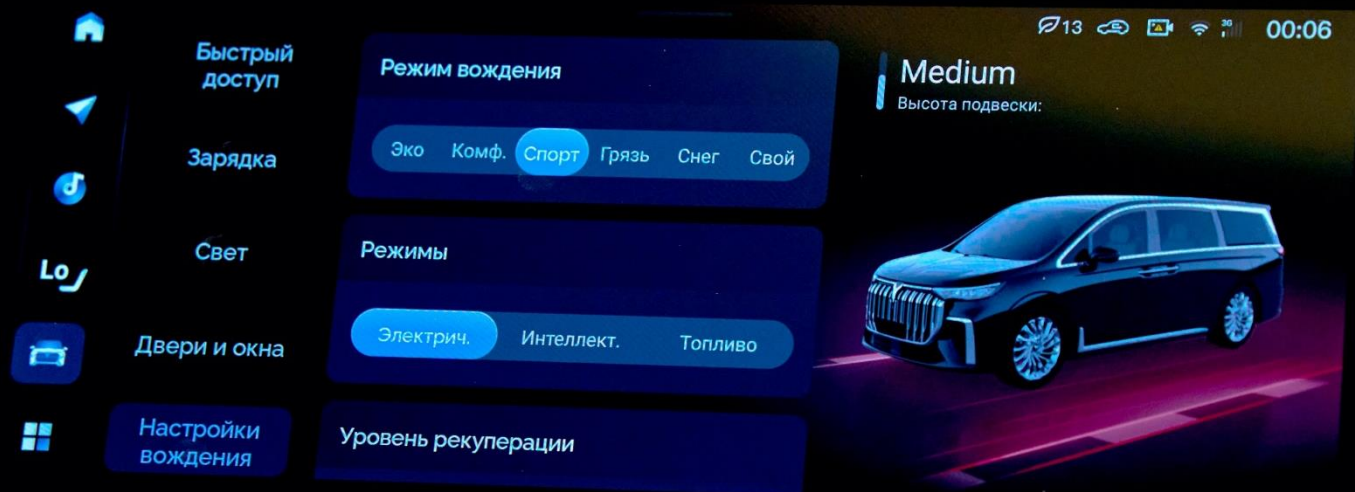 13
3G
00:06
Быстрый
доступ
Зарядка
Свет
Lo
Двери и окна
Настройки
вождения
Режим вождения
Эко Комф. Спорт Грязь Снег Свой
Режимы
Электрич. Интеллект. Топливо
Уровень рекуперации
Medium
Высота подвески: